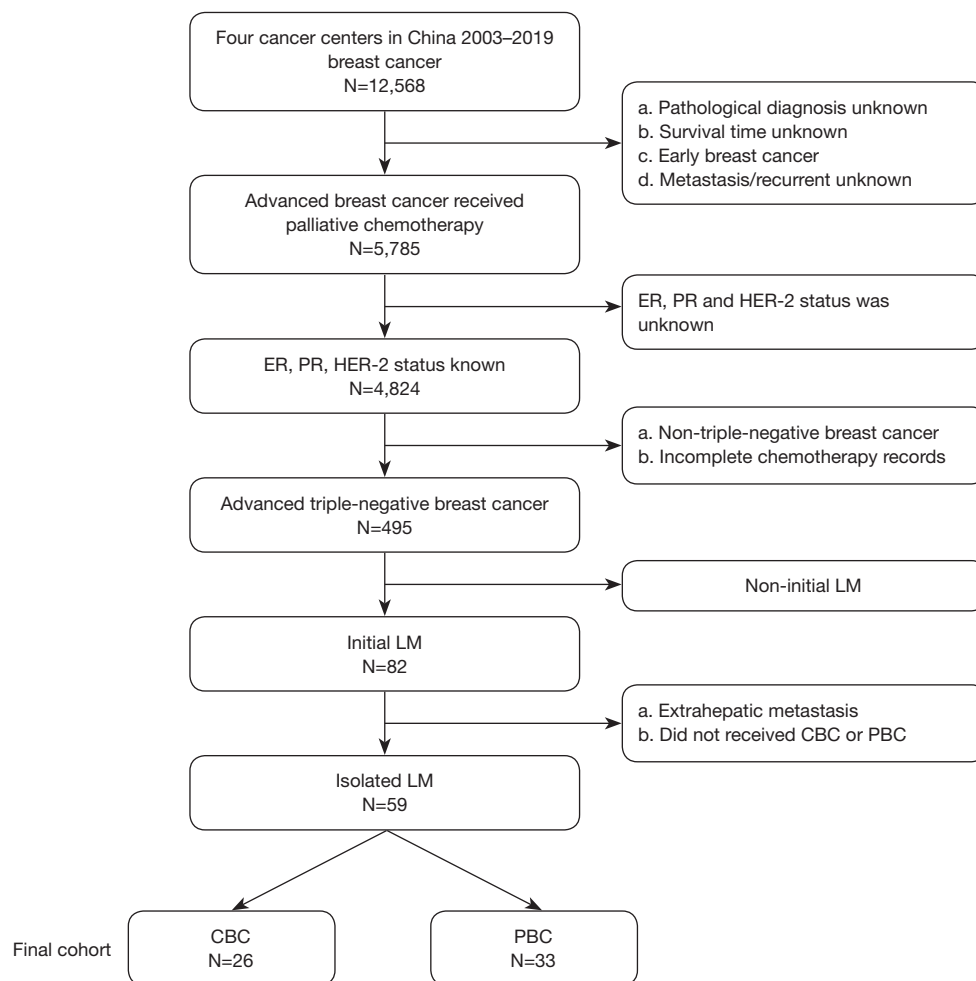 Four cancer centers in China 2003–2019
breast cancer
N=12,568
a. Pathological diagnosis unknown
b. Survival time unknown
c. Early breast cancer
d. Metastasis/recurrent unknown
Advanced breast cancer received
palliative chemotherapy
N=5,785
ER, PR and HER-2 status was
unknown
ER, PR, HER-2 status known
N=4,824
a. Non-triple-negative breast cancer
b. Incomplete chemotherapy records
Advanced triple-negative breast cancer
N=495
Non-initial LM
Initial LM
N=82
a. Extrahepatic metastasis
b. Did not received CBC or PBC
Isolated LM
N=59
Final cohort
CBC
N=26
PBC
N=33